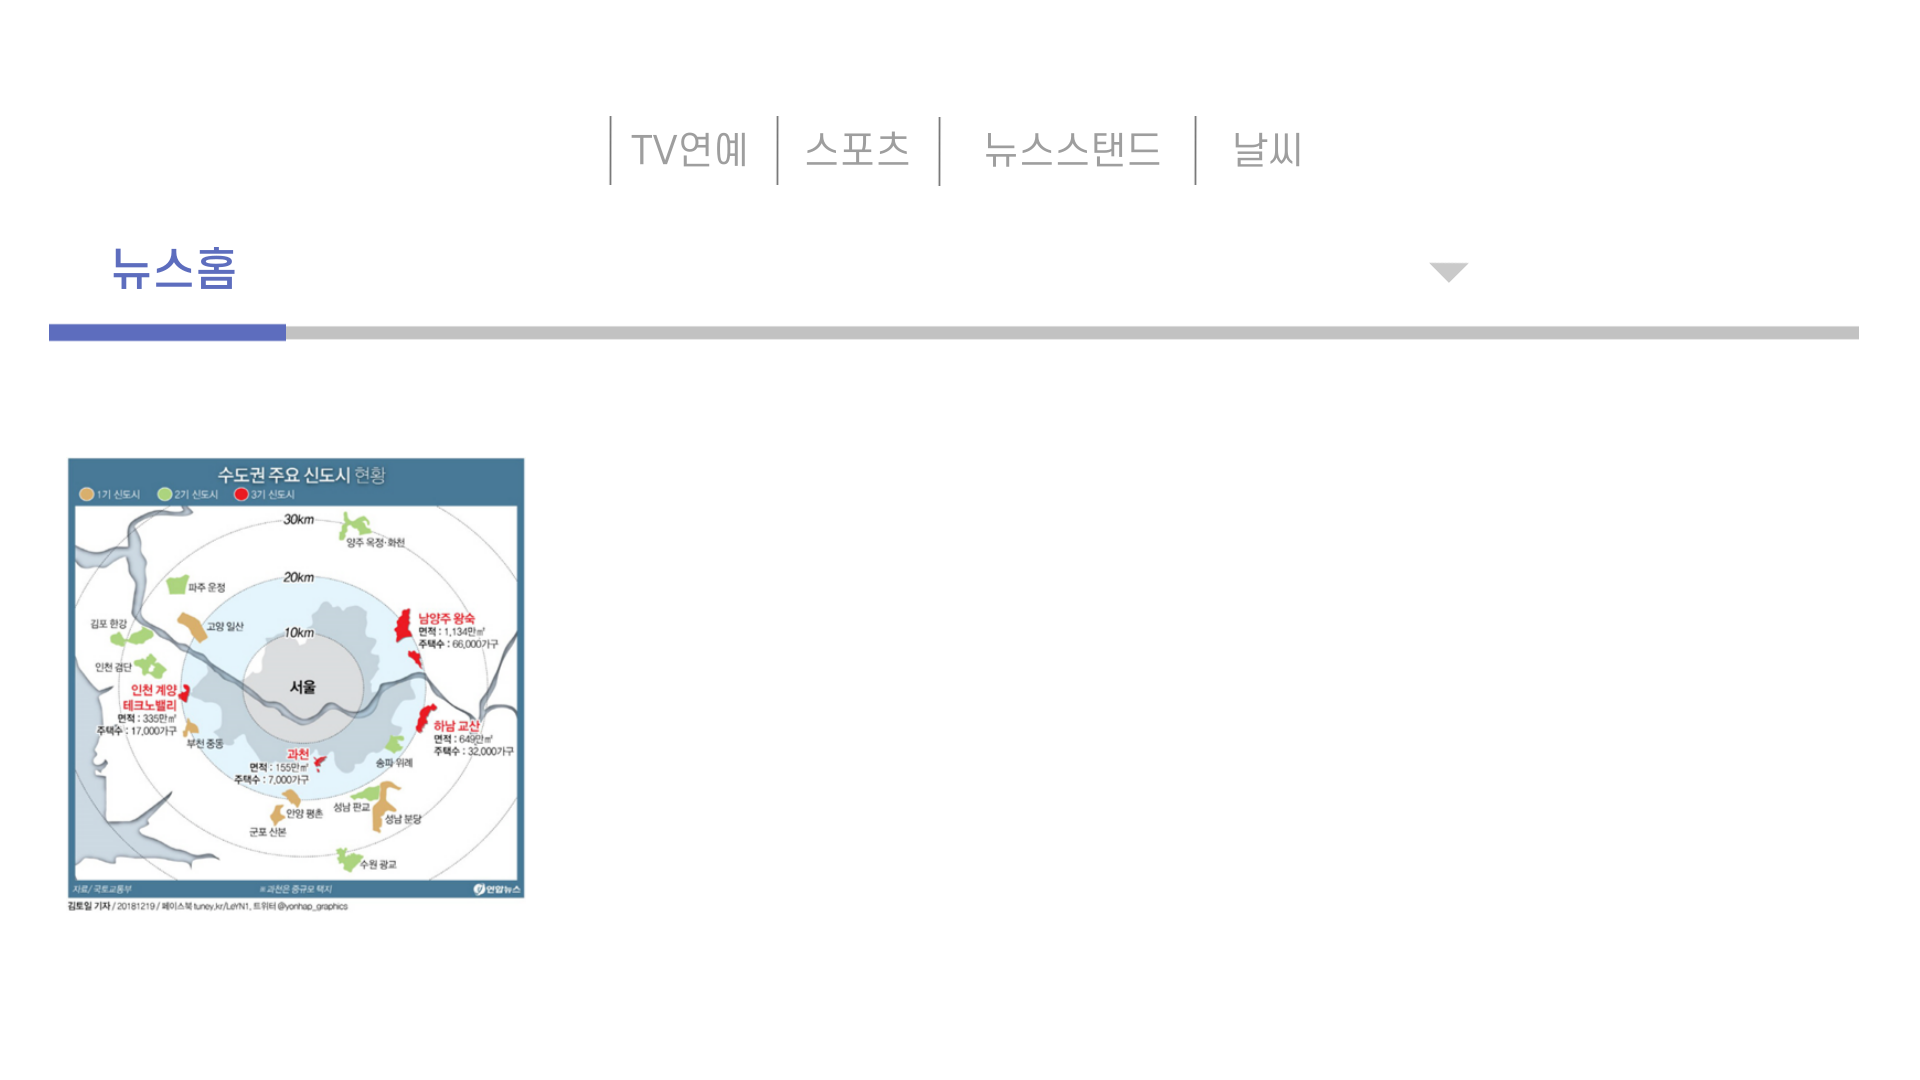 TV연예 스포츠 뉴스스탠드 날씨
뉴스홈
수도권 주요 신도시 현황
1기 신도시 2기 신도시 3기 신도시
30km
양주 옥정·화천
20km
파주 운정
김포 한강
고양 일산
10km
남양주 왕숙
면적 : 1,134만㎡
주택수 : 66,000가구
인천 검단
서울
인천 계양
테크노밸리
면적 : 335만㎡
주택수 : 17,000가구
부천 중동
하남 교산
면적 : 649만㎡
주택수 : 32,000가구
과천
면적 : 155만㎡
주택수 : 7,000가구
송파 위례
안양 평촌
성남 판교
성남 분당
군포 산본
수원 광교
자료/ 국토교통부 ※ 과천은 중규모 택지 연합뉴스
김토일 기자 / 20181219 / 페이스북 tuney.kr/LeYN1, 트위터 @yonhap_graphics